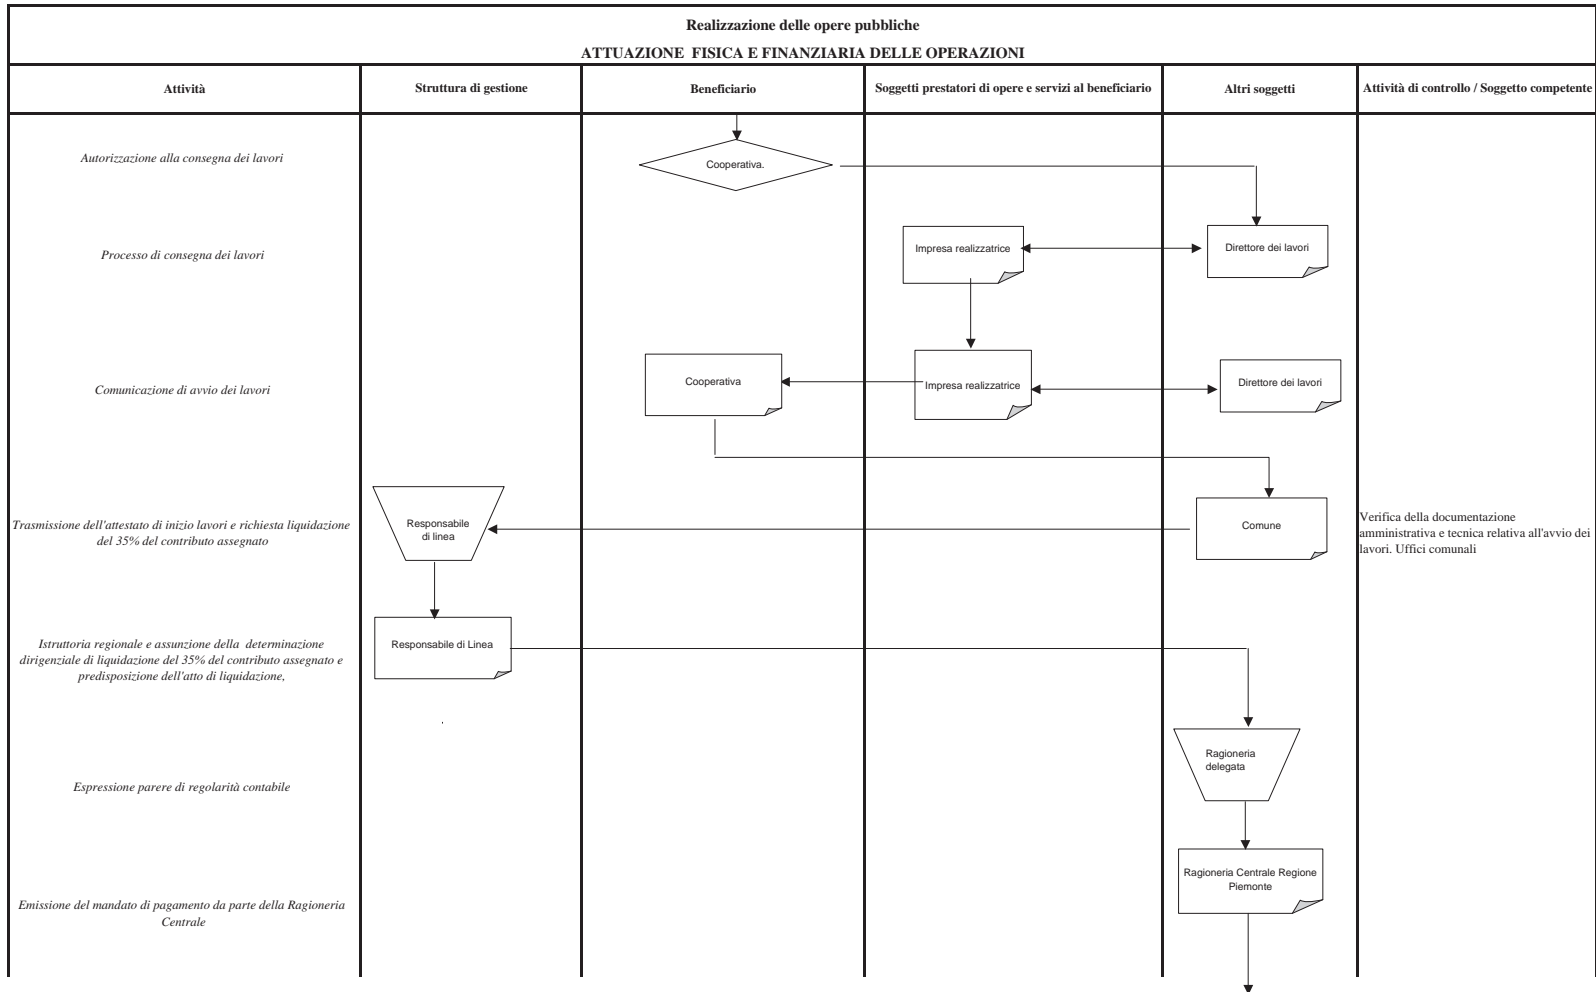 Realizzazione delle opere pubbliche
ATTUAZIONE FISICA E FINANZIARIA DELLE OPERAZIONI
Attività
Struttura di gestione
Beneficiario
Soggetti prestatori di opere e servizi al beneficiario
Altri soggetti
Attività di controllo / Soggetto competente
Autorizzazione alla consegna dei lavori
Cooperativa.
Processo di consegna dei lavori
Impresa realizzatrice
Direttore dei lavori
Comunicazione di avvio dei lavori
Cooperativa
Impresa realizzatrice
Direttore dei lavori
Trasmissione dell'attestato di inizio lavori e richiesta liquidazione
del 35% del contributo assegnato
Responsabile
di linea
Comune
Verifica della documentazione
amministrativa e tecnica relativa all'avvio dei
lavori. Uffici comunali
Istruttoria regionale e assunzione della determinazione
dirigenziale di liquidazione del 35% del contributo assegnato e
predisposizione dell'atto di liquidazione,
Responsabile di Linea
.
Espressione parere di regolarità contabile
Ragioneria
delegata
Emissione del mandato di pagamento da parte della Ragioneria
Centrale
Ragioneria Centrale Regione
Piemonte